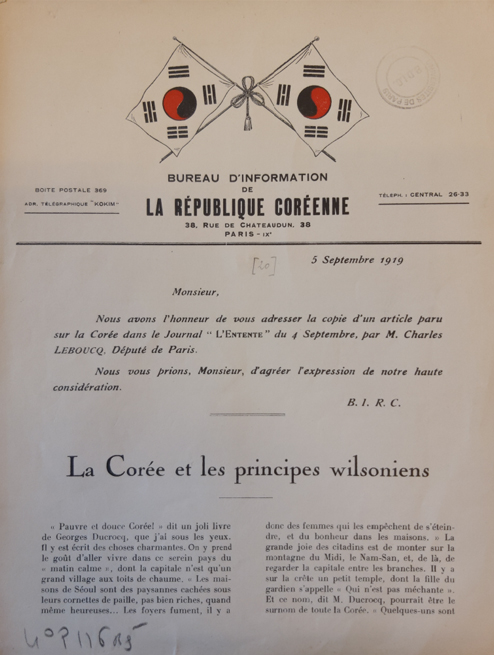 BUREAU D'INFORMATION
DE
LA RÉPUBLIQUE CORÉENNE
38, RUE DE CHATEAUDUN, 38
PARIS - IXᵉ
BOITE POSTALE 369
ADR. TÉLÉGRAPHIQUE "KOKIM"
TÉLÉPH. : CENTRAL 26-33
[20]
5 Septembre 1919
Monsieur,
Nous avons l'honneur de vous adresser la copie d'un article paru
sur la Corée dans le Journal " L'ENTENTE " du 4 Septembre, par M. Charles
LEBOUCQ, Député de Paris.
Nous vous prions, Monsieur, d'agréer l'expression de notre haute
considération.
B. I. R. C.
La Corée et les principes wilsoniens
« Pauvre et douce Corée! » dit un joli livre
de Georges Ducrocq, que j'ai sous les yeux.
Il y est écrit des choses charmantes. On y prend
le goût d'aller vivre dans ce serein pays du
« matin calme », dont la capitale n'est qu'un
grand village aux toits de chaume. « Les mai-
sons de Séoul sont des paysannes cachées sous
leurs cornettes de paille, pas bien riches, quand
même heureuses... Les foyers fument, il y a
donc des femmes qui les empêchent de s'étein-
dre, et du bonheur dans les maisons. » La
grande joie des citadins est de monter sur la
montagne du Midi, le Nam-San, et, de là, de
regarder la capitale entre les branches. Il y a
sur la crête un petit temple, dont la fille du
gardien s'appelle « Qui n'est pas méchante ».
Et ce nom, dit M. Ducrocq, pourrait être le
surnom de toute la Corée. « Quelques-uns sont